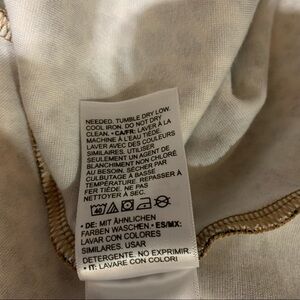 NEEDED. TUMBLE DRY LOW.
COOL IRON. DO NOT DRY
CLEAN. • CA/FR: LAVER À LA
MACHINE À L'EAU TIÈDE.
LAVER AVEC DES COULEURS
SIMILAIRES. UTILISER
SEULEMENT UN AGENT DE
BLANCHIMENT NON CHLORÉ
AU BESOIN. SÉCHER PAR
CULBUTAGE À BASSE
TEMPÉRATURE. REPASSER À
FER TIÈDE. NE PAS
NETTOYER À SEC.
• DE: MIT ÄHNLICHEN
FARBEN WASCHEN • ES/MX:
LAVAR CON COLORES
SIMILARES. USAR
DETERGENTE. NO EXPRIMIR.
• IT: LAVARE CON COLORI